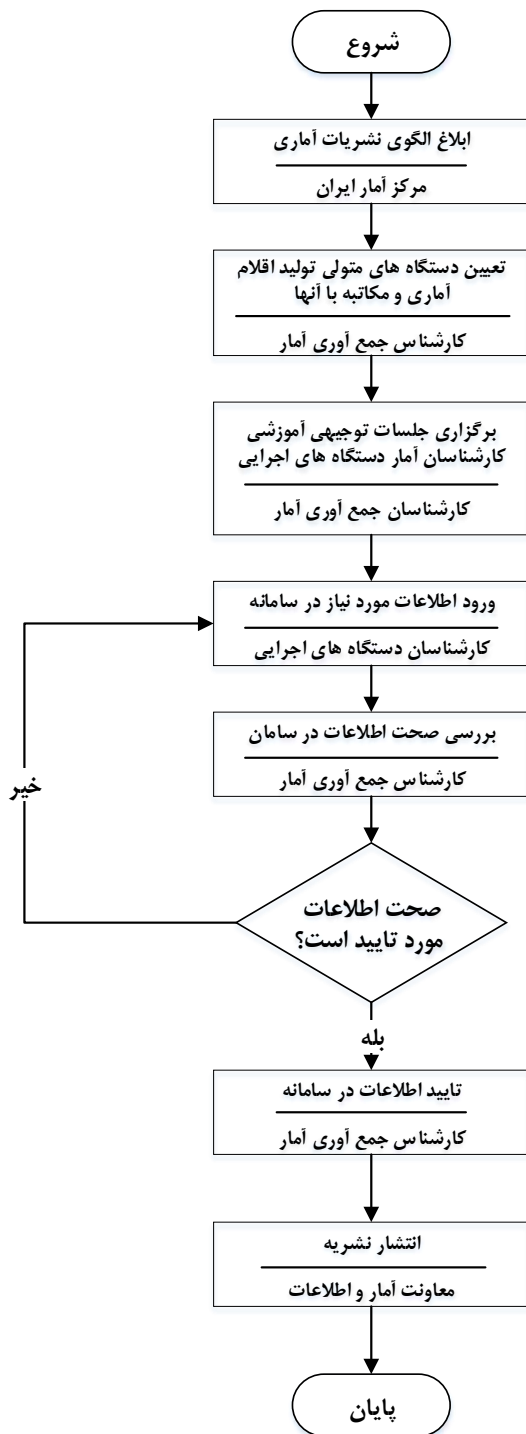 شروع
ابلاغ الگوی نشریات آماری
مرکز آمار ایران
تعیین دستگاه های متولی تولید اقلام
آماری و مکاتبه با آنها
کارشناس جمع آوری آمار
برگزاری جلسات توجیهی آموزشی
کارشناسان آمار دستگاه های اجرایی
کارشناسان جمع آوری آمار
ورود اطلاعات مورد نیاز در سامانه
کارشناسان دستگاه های اجرایی
بررسی صحت اطلاعات در سامان
کارشناس جمع آوری آمار
خیر
صحت اطلاعات
مورد تایید است؟
بله
تایید اطلاعات در سامانه
کارشناس جمع آوری آمار
انتشار نشریه
معاونت آمار و اطلاعات
پایان